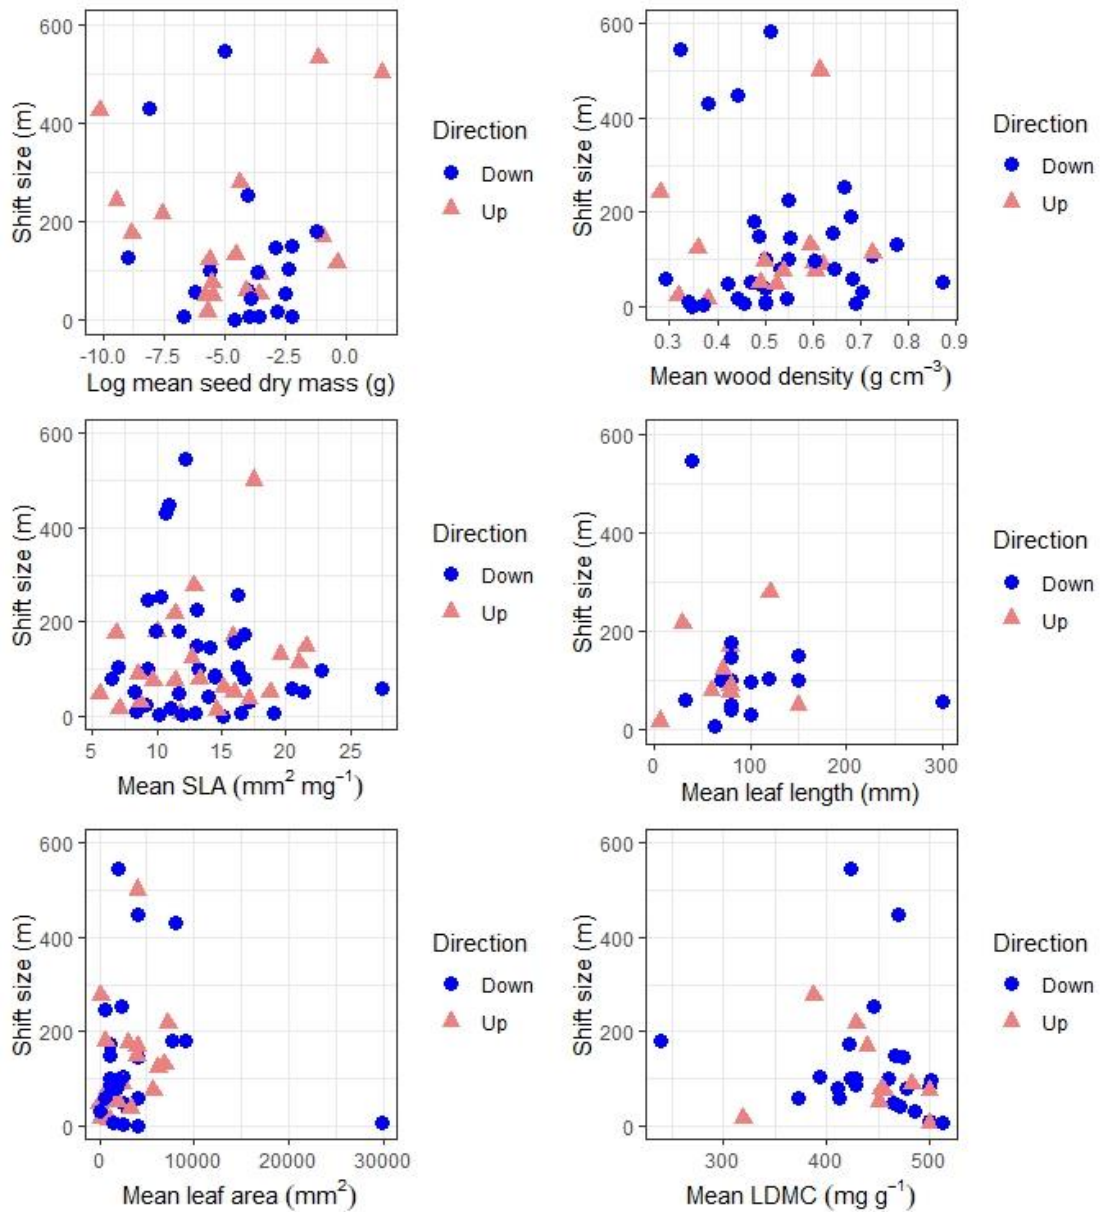 600
400
200
0
Shift size (m)
-10.0 -7.5 -5.0 -2.5 0.0
Log mean seed dry mass (g)
Direction
Down
Up
600
400
200
0
Shift size (m)
0.3 0.4 0.5 0.6 0.7 0.8 0.9
Mean wood density (g cm⁻³)
Direction
Down
Up
600
400
200
0
Shift size (m)
5 10 15 20 25
Mean SLA (mm² mg⁻¹)
Direction
Down
Up
600
400
200
0
Shift size (m)
0 100 200 300
Mean leaf length (mm)
Direction
Down
Up
600
400
200
0
Shift size (m)
0 10000 20000 30000
Mean leaf area (mm²)
Direction
Down
Up
600
400
200
0
Shift size (m)
300 400 500
Mean LDMC (mg g⁻¹)
Direction
Down
Up